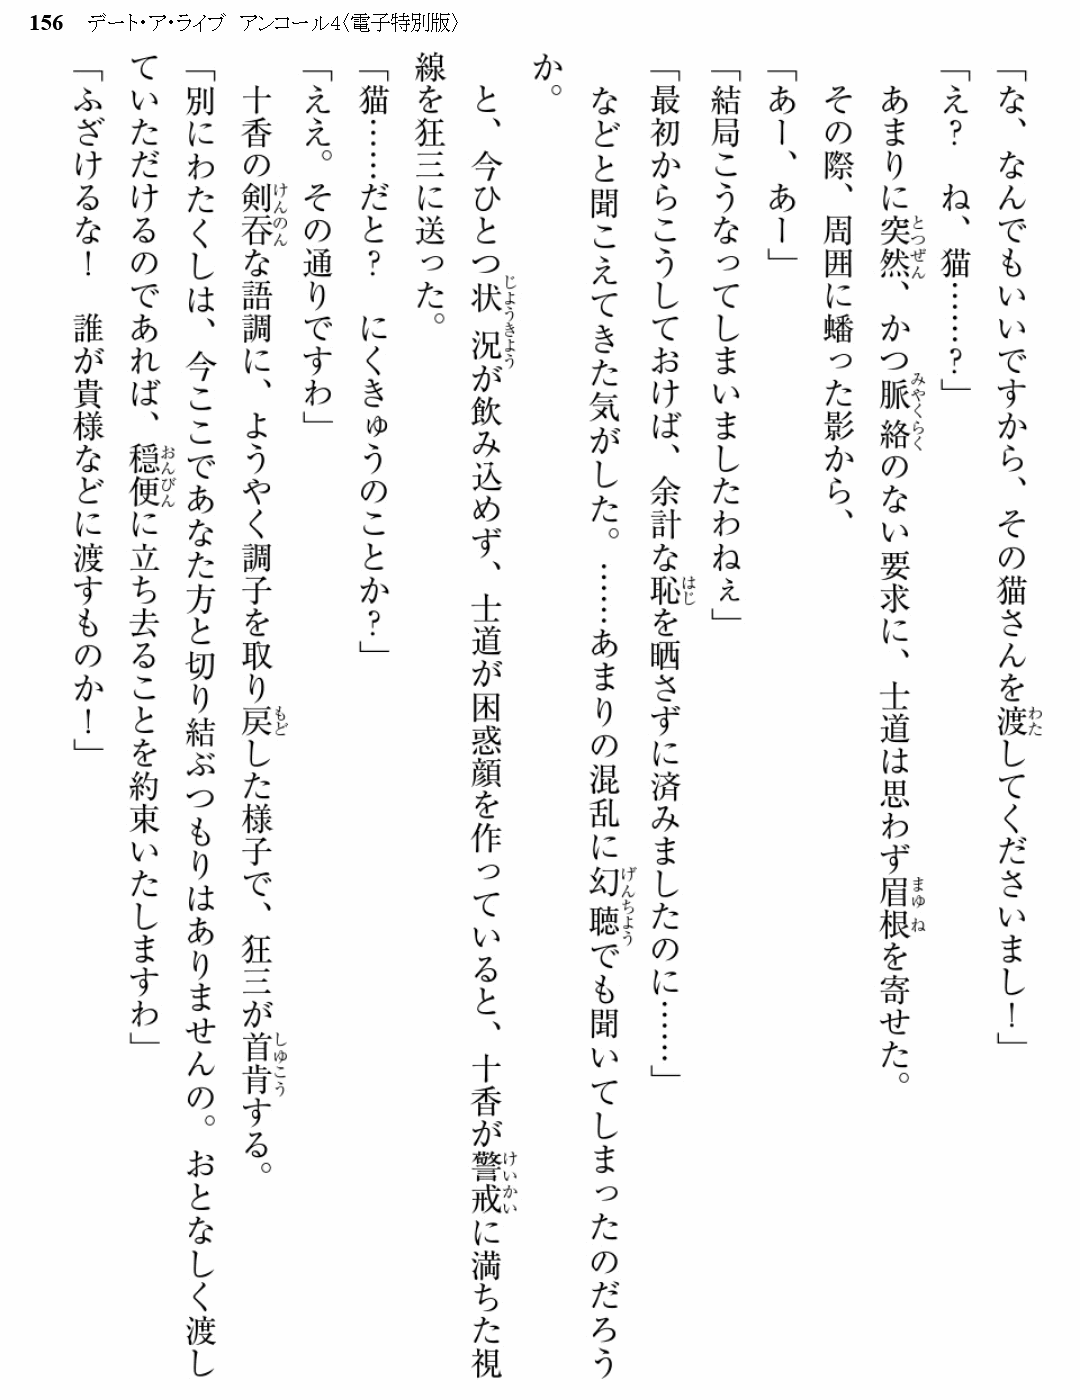 156 デート・ア・ライブ アンコール4〈電子特別版〉
「な、なんでもいいですから、その猫さんを渡してくださいまし！」
「え？ ね、猫……？」
あまりに突然、かつ脈絡のない要求に、士道は思わず眉根を寄せた。
その際、周囲に蟠った影から、
「あー、あー」
「結局こうなってしまいましたわねぇ」
「最初からこうしておけば、余計な恥を晒さずに済みましたのに……」
などと聞こえてきた気がした。……あまりの混乱に幻聴でも聞いてしまったのだろう
か。
と、今ひとつ状況が飲み込めず、士道が困惑顔を作っていると、十香が警戒に満ちた視
線を狂三に送った。
「猫……だと？ にくきゅうのことか？」
「ええ。その通りですわ」
十香の剣呑な語調に、ようやく調子を取り戻した様子で、狂三が首肯する。
「別にわたくしは、今ここであなた方と切り結ぶつもりはありませんの。おとなしく渡し
ていただけるのであれば、穏便に立ち去ることを約束いたしますわ」
「ふざけるな！ 誰が貴様などに渡すものか！」